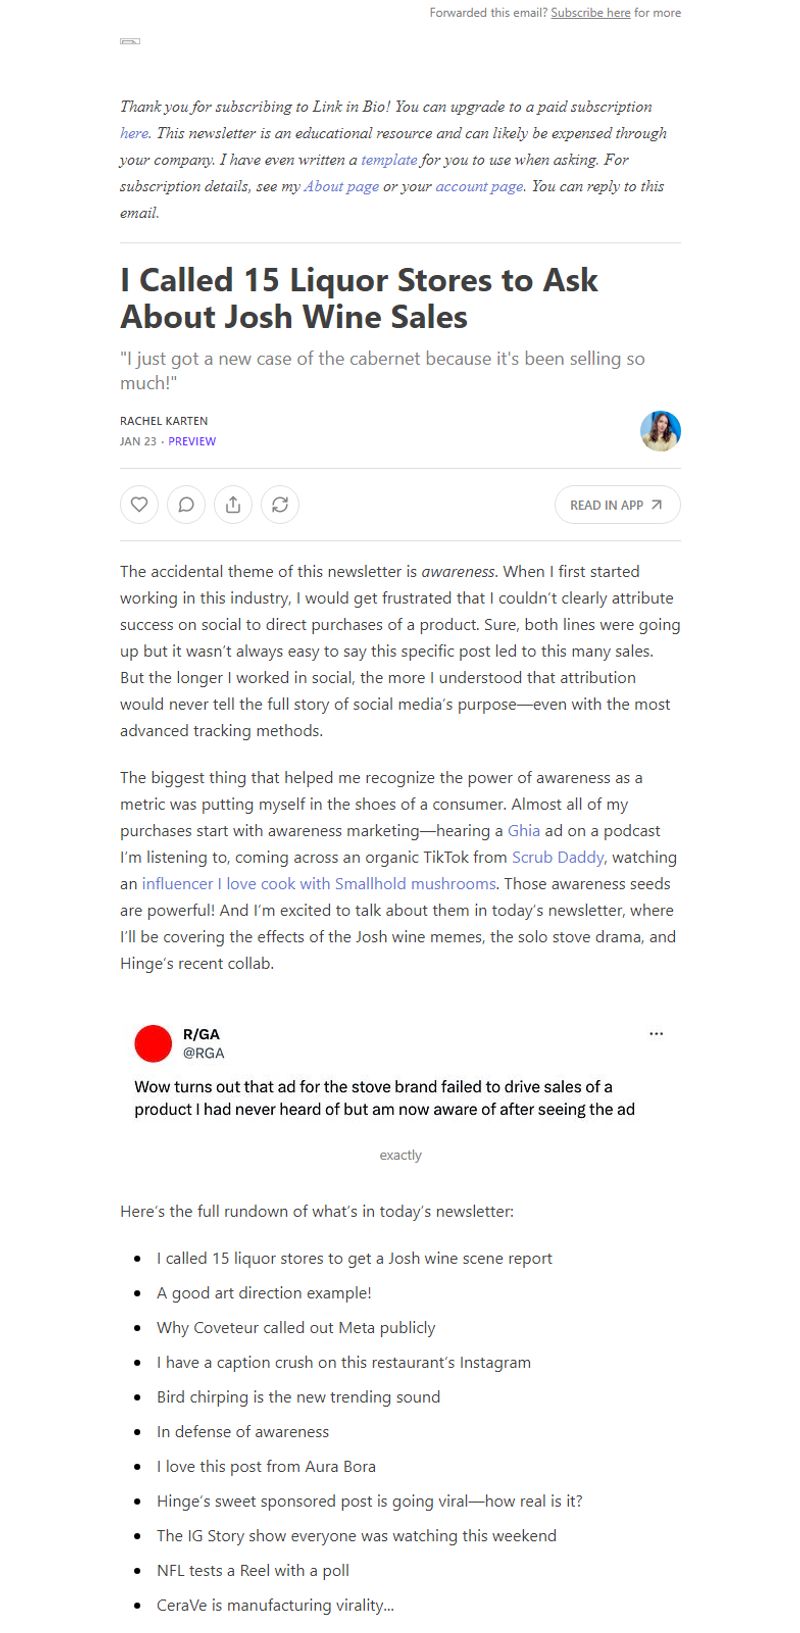 Forwarded this email? Subscribe here for more
Thank you for subscribing to Link in Bio! You can upgrade to a paid subscription
here. This newsletter is an educational resource and can likely be expensed through
your company. I have even written a template for you to use when asking. For
subscription details, see my About page or your account page. You can reply to this
email.
I Called 15 Liquor Stores to Ask
About Josh Wine Sales
"I just got a new case of the cabernet because it's been selling so
much!"
RACHEL KARTEN
JAN 23 · PREVIEW
READ IN APP
The accidental theme of this newsletter is awareness. When I first started
working in this industry, I would get frustrated that I couldn’t clearly attribute
success on social to direct purchases of a product. Sure, both lines were going
up but it wasn’t always easy to say this specific post led to this many sales.
But the longer I worked in social, the more I understood that attribution
would never tell the full story of social media’s purpose—even with the most
advanced tracking methods.
The biggest thing that helped me recognize the power of awareness as a
metric was putting myself in the shoes of a consumer. Almost all of my
purchases start with awareness marketing—hearing a Ghia ad on a podcast
I’m listening to, coming across an organic TikTok from Scrub Daddy, watching
an influencer I love cook with Smallhold mushrooms. Those awareness seeds
are powerful! And I’m excited to talk about them in today’s newsletter, where
I’ll be covering the effects of the Josh wine memes, the solo stove drama, and
Hinge’s recent collab.
R/GA
@RGA
Wow turns out that ad for the stove brand failed to drive sales of a
product I had never heard of but am now aware of after seeing the ad
exactly
Here’s the full rundown of what’s in today’s newsletter:
• I called 15 liquor stores to get a Josh wine scene report
• A good art direction example!
• Why Coveteur called out Meta publicly
• I have a caption crush on this restaurant’s Instagram
• Bird chirping is the new trending sound
• In defense of awareness
• I love this post from Aura Bora
• Hinge’s sweet sponsored post is going viral—how real is it?
• The IG Story show everyone was watching this weekend
• NFL tests a Reel with a poll
• CeraVe is manufacturing virality...